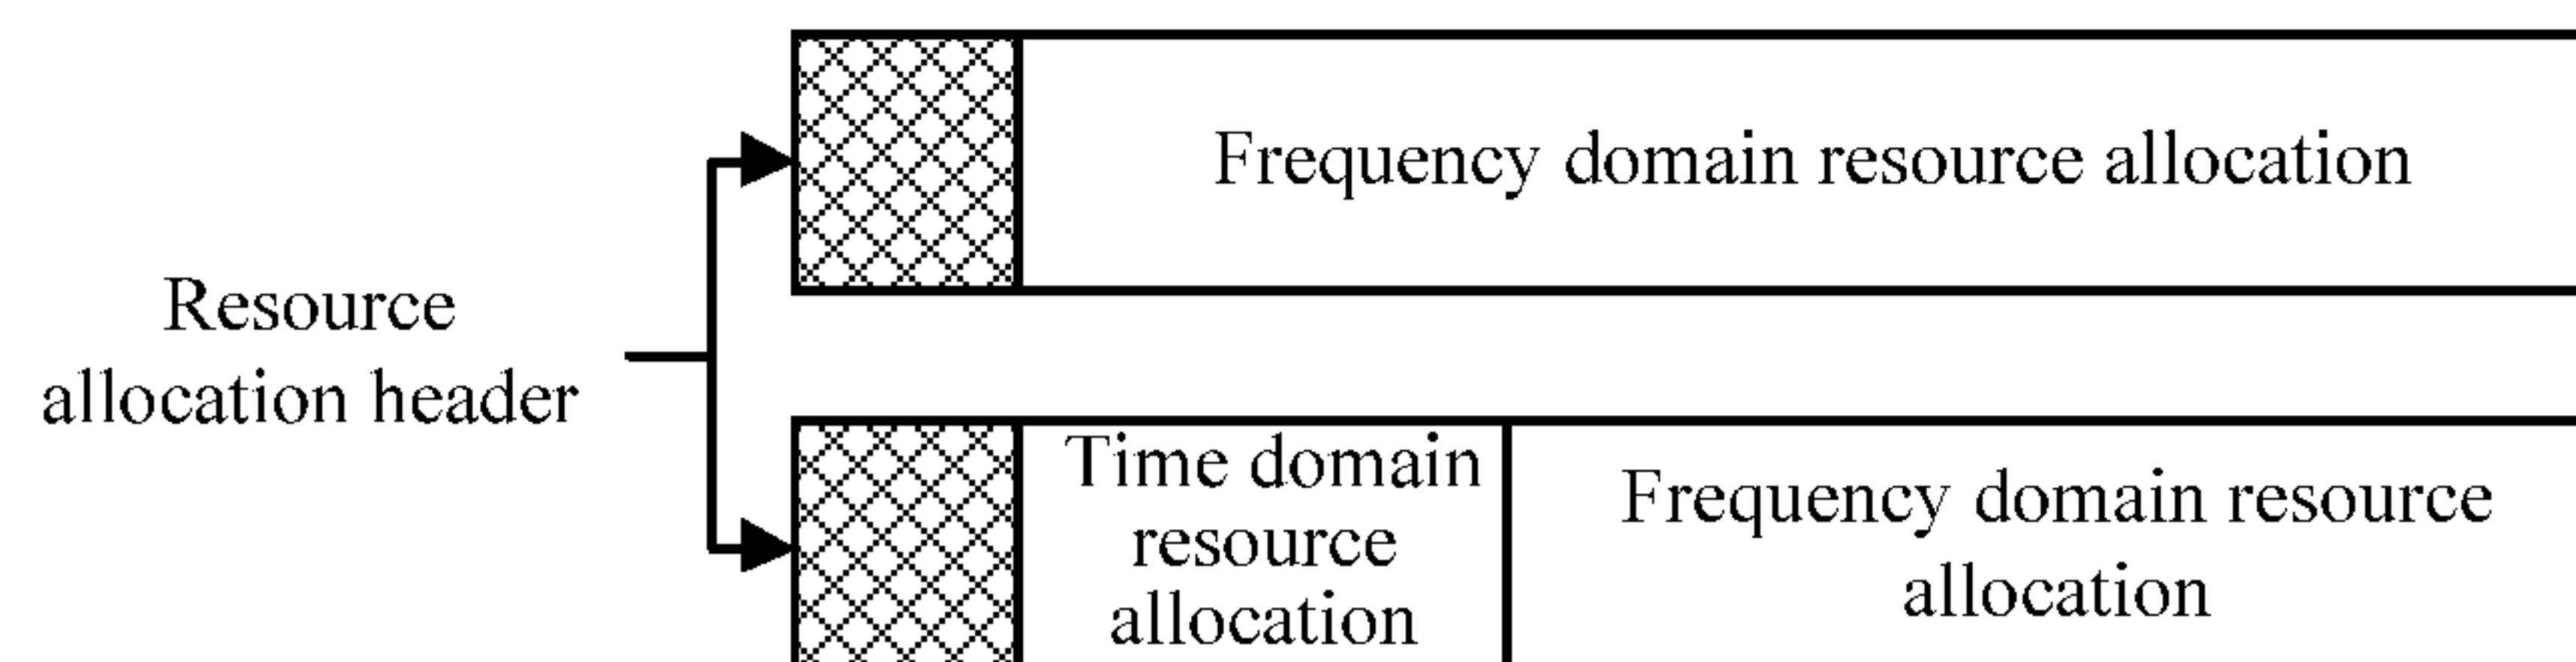 Frequency domain resource allocation
Resource
allocation header
Time domain
resource
allocation
Frequency domain resource
allocation